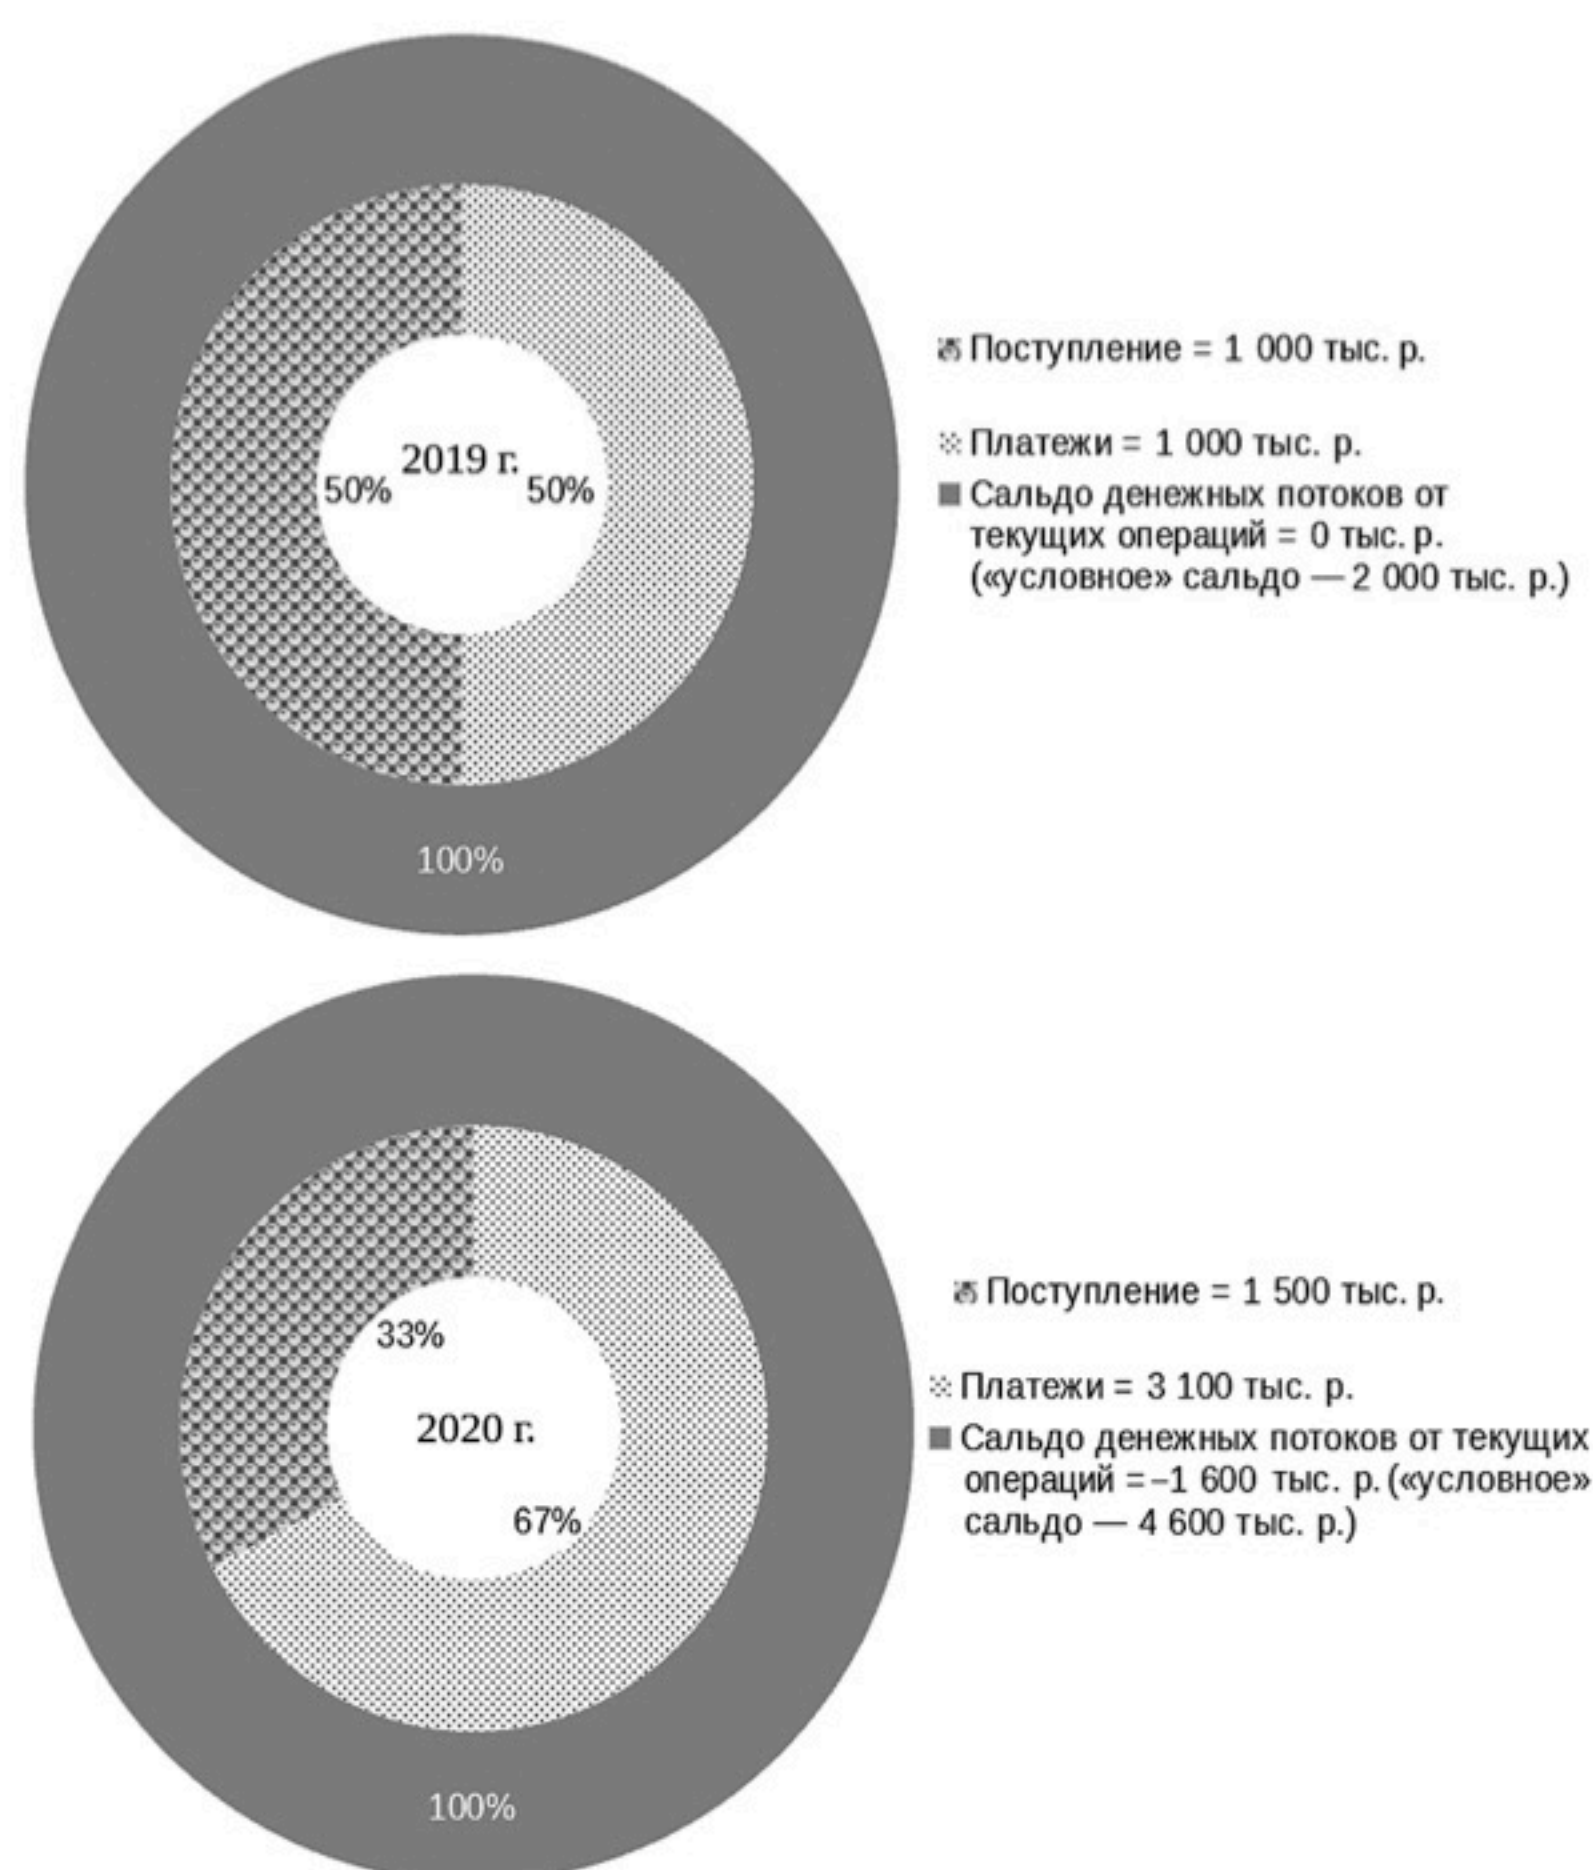 2019 г.
50%
50%
100%
Поступление = 1 000 тыс. р.
Платежи = 1 000 тыс. р.
Сальдо денежных потоков от
текущих операций = 0 тыс. р.
(«условное» сальдо — 2 000 тыс. р.)
33%
2020 г.
67%
100%
Поступление = 1 500 тыс. р.
Платежи = 3 100 тыс. р.
Сальдо денежных потоков от текущих
операций = –1 600 тыс. р. («условное»
сальдо — 4 600 тыс. р.)